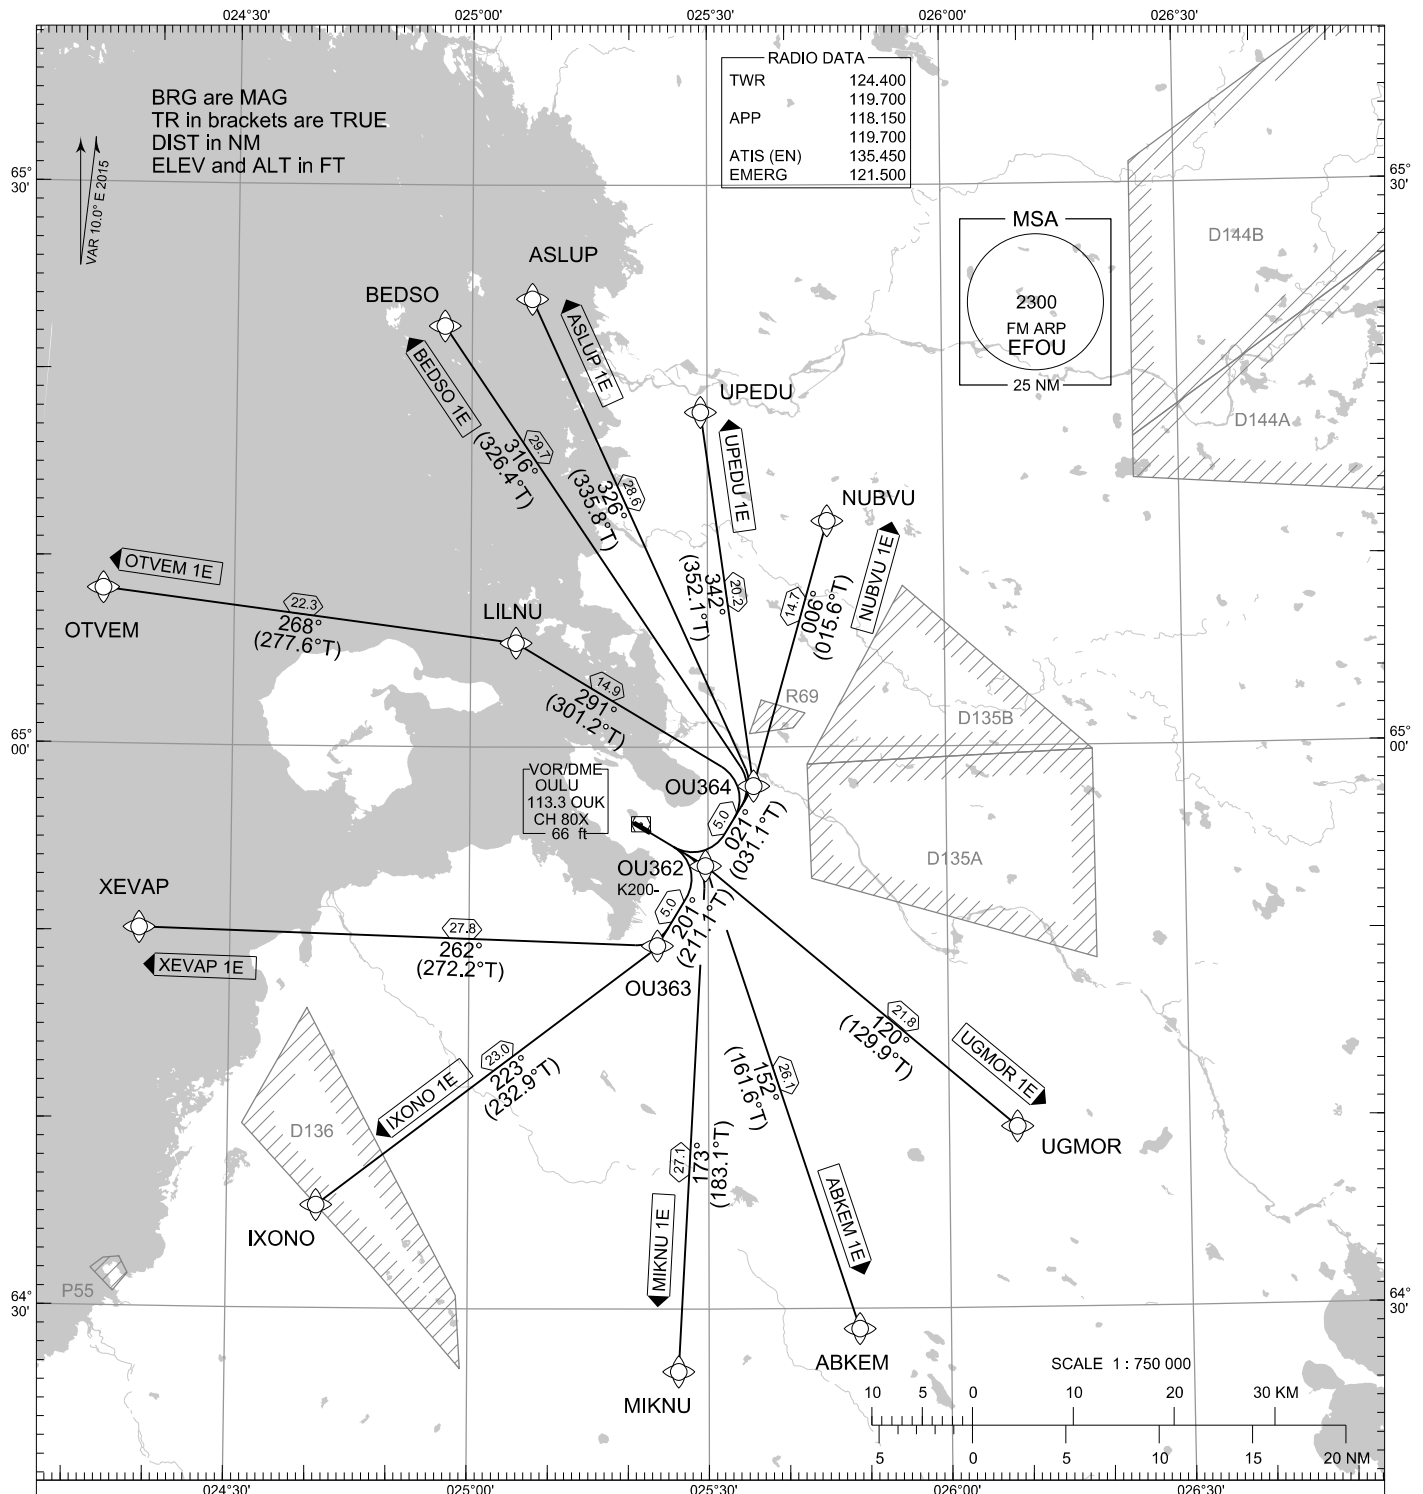 024°30'
025°00'
025°30'
026°00'
026°30'
RADIO DATA
TWR 124.400
119.700
APP 118.150
119.700
ATIS (EN) 135.450
EMERG 121.500
BRG are MAG
TR in brackets are TRUE
DIST in NM
ELEV and ALT in FT
VAR 10.0° E 2015
65°
30'
65°
30'
MSA
2300
FM ARP
EFOU
25 NM
D144B
D144A
ASLUP
BEDSO
ASLUP 1E
BEDSO 1E
UPEDU
UPEDU 1E
NUBVU
NUBVU 1E
29.7
316°
(326.4°T)
28.6
326°
(335.8°T)
20.2
342°
(352.1°T)
14.7
006°
(015.6°T)
OTVEM 1E
OTVEM
22.3
268°
(277.6°T)
LILNU
14.9
291°
(301.2°T)
R69
D135B
65°
00'
65°
00'
VOR/DME
OULU
113.3 OUK
CH 80X
66 ft
OU364
5.0
021°
(031.1°T)
D135A
OU362
K200
5.0
201°
(211.1°T)
XEVAP
27.8
262°
(272.2°T)
XEVAP 1E
OU363
23.0
223°
(232.9°T)
IXONO 1E
D136
IXONO
21.8
120°
(129.9°T)
UGMOR 1E
UGMOR
26.1
152°
(161.6°T)
ABKEM 1E
ABKEM
27.1
173°
(183.1°T)
MIKNU 1E
MIKNU
P55
64°
30'
64°
30'
SCALE 1 : 750 000
10 5 0 10 20 30 KM
5 0 5 10 15 20 NM
024°30'
025°00'
025°30'
026°00'
026°30'